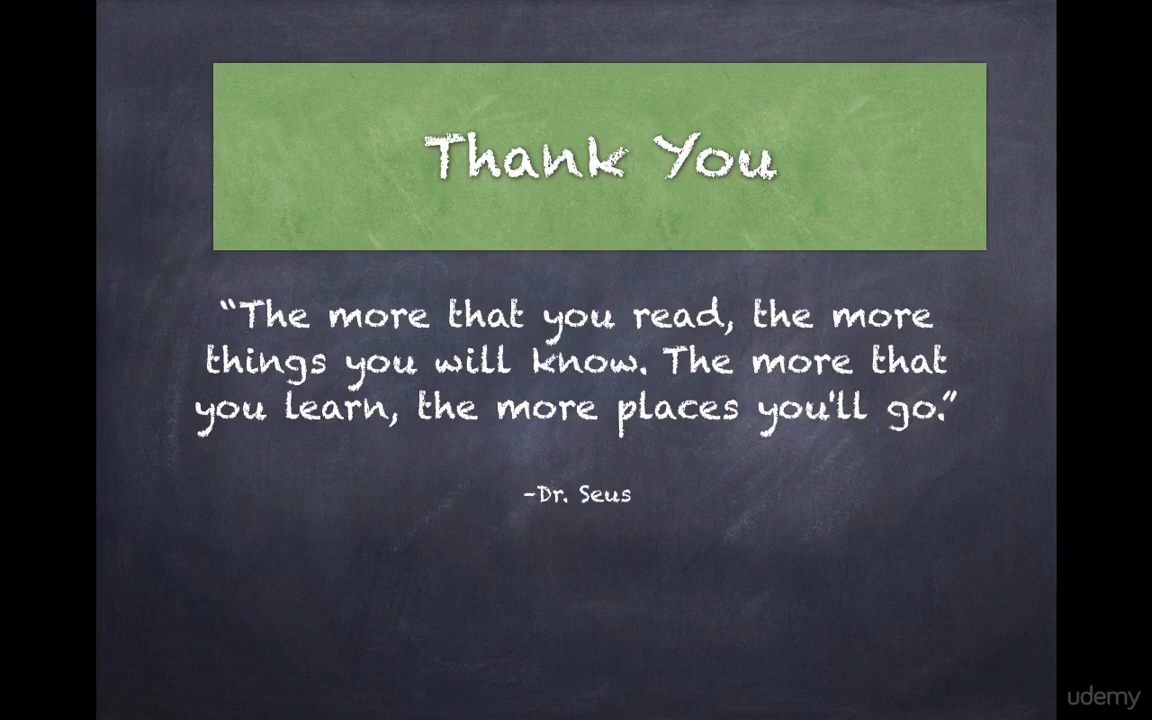 Thank You
“The more that you read, the more
things you will know. The more that
you learn, the more places you'll go.”
–Dr. Seus
udemy